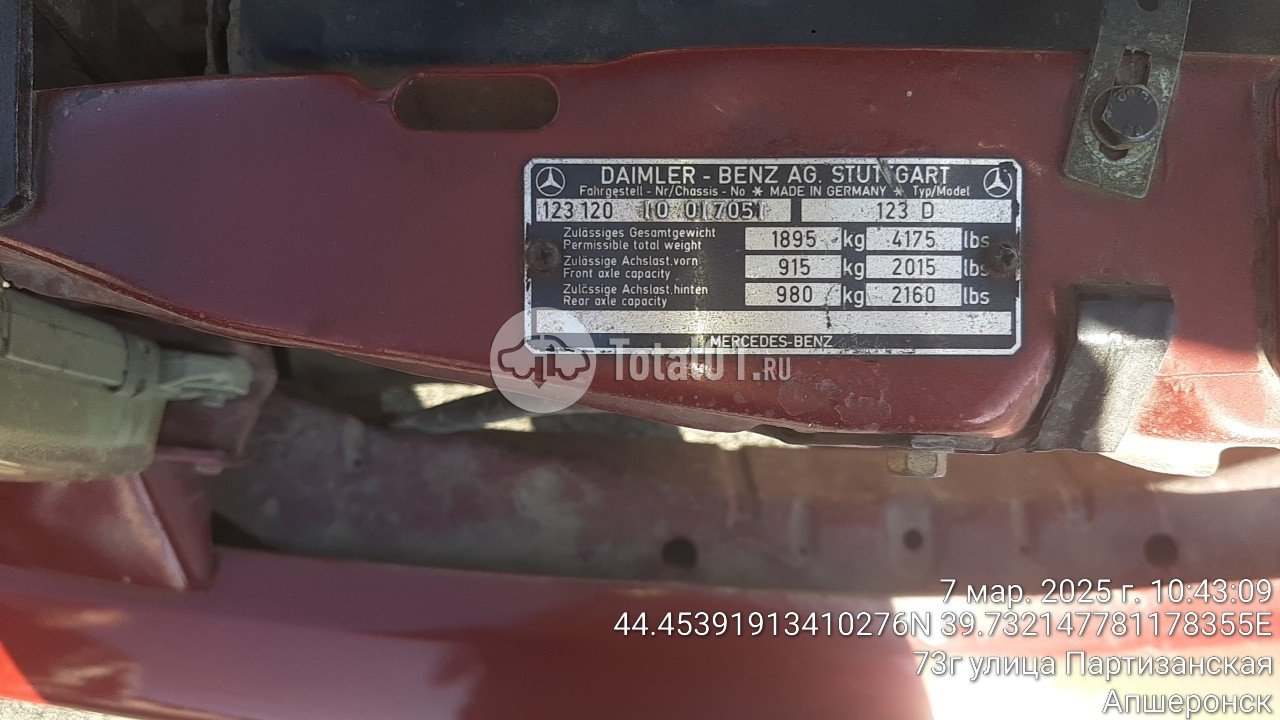 DAIMLER - BENZ AG. STUTTGART
Fahrgestell - Nr/Chassis - No * MADE IN GERMANY * Typ/Model
123 120 10 017051 123 D
Zulässiges Gesamtgewicht
Permissible total weight
1895 kg 4175 lbs
Zulässige Achslast,vorn
Front axle capacity
915 kg 2015 lbs
Zulässige Achslast,hinten
Rear axle capacity
980 kg 2160 lbs
MERCEDES-BENZ
Total01.RU
7 мар. 2025 г. 10:43:09
44.45391913410276N 39.732147781178355E
73г улица Партизанская
Апшеронск